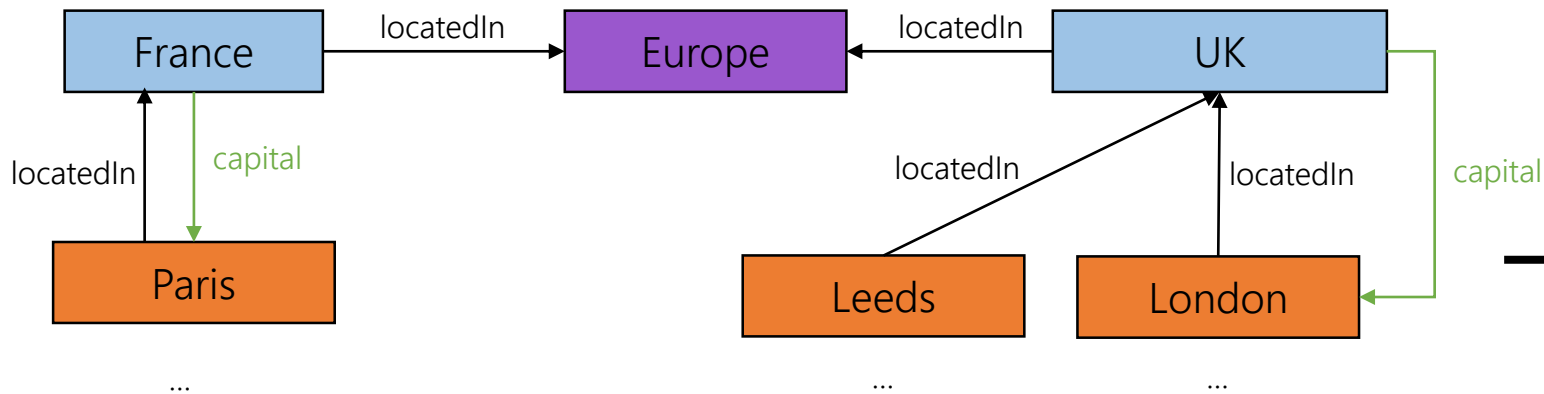 France
locatedIn
Europe
locatedIn
UK
locatedIn
capital
locatedIn
locatedIn
capital
Paris
Leeds
London
...
...
...